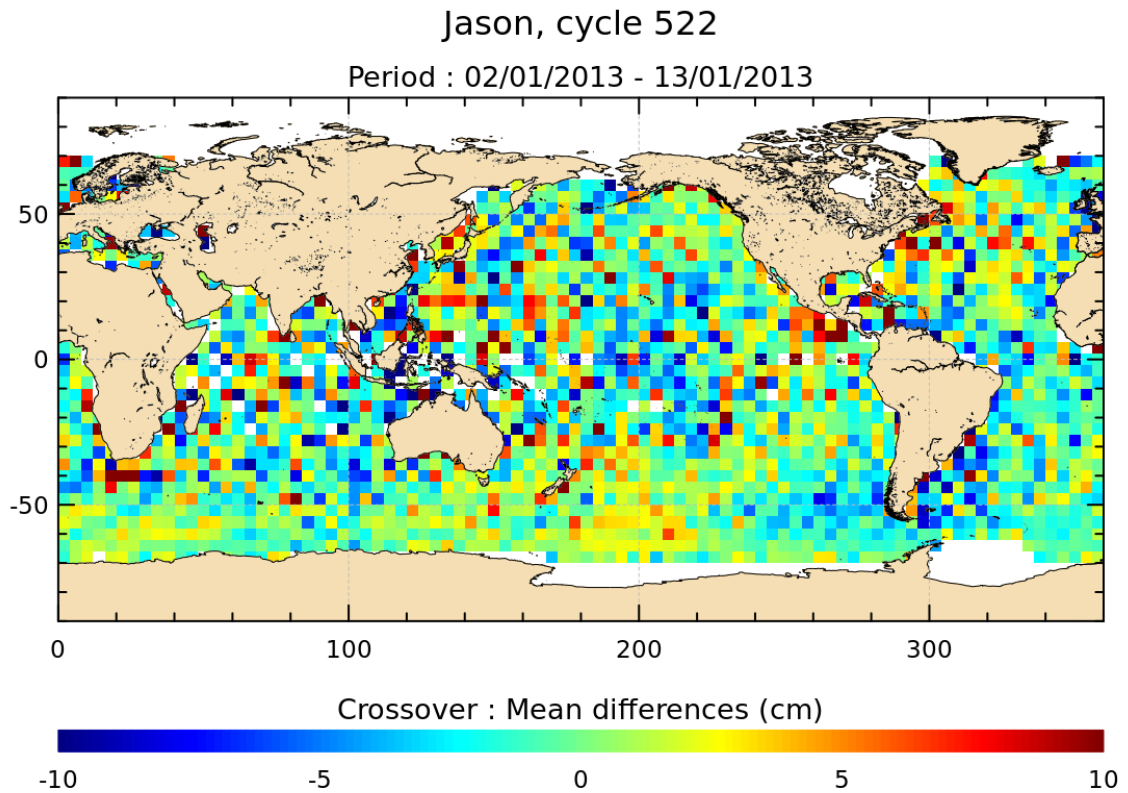 Jason, cycle 522
Period : 02/01/2013 - 13/01/2013
50
0
-50
0 100 200 300
Crossover : Mean differences (cm)
-10 -5 0 5 10